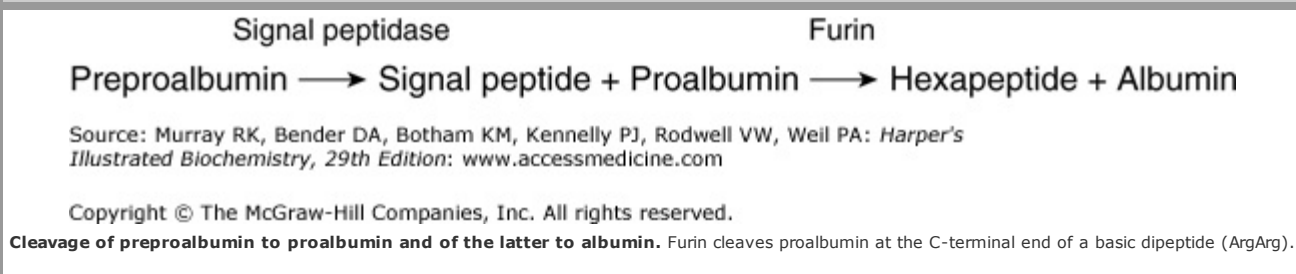 Signal peptidase Furin
Preproalbumin ⟶ Signal peptide + Proalbumin ⟶ Hexapeptide + Albumin
Source: Murray RK, Bender DA, Botham KM, Kennelly PJ, Rodwell VW, Weil PA: Harper's
Illustrated Biochemistry, 29th Edition: www.accessmedicine.com
Copyright © The McGraw-Hill Companies, Inc. All rights reserved.
Cleavage of preproalbumin to proalbumin and of the latter to albumin. Furin cleaves proalbumin at the C-terminal end of a basic dipeptide (ArgArg).